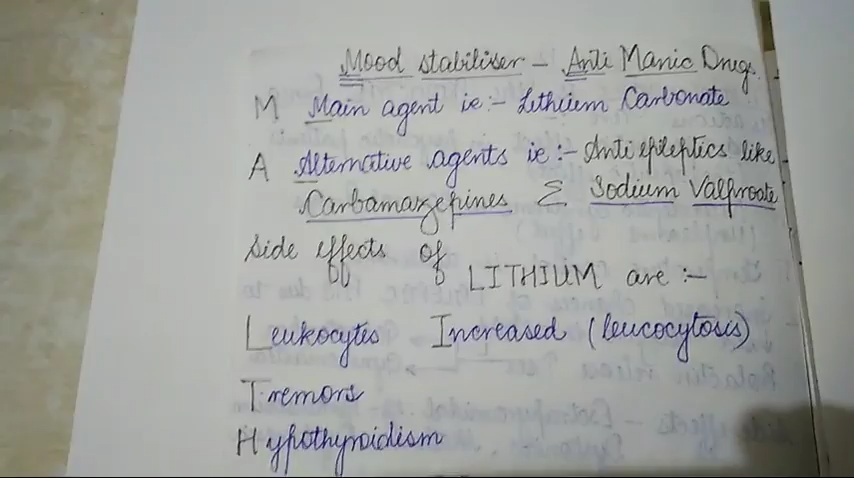 Mood stabiliser - Anti Manic Drugs.
M Main agent ie:- Lithium Carbonate
A Alternative agents ie:- Antiepileptics like
Carbamazepines & Sodium Valproate
Side effects of LITHIUM are :-
Leukocytes Increased (leucocytosis)
Tremors
Hypothyroidism